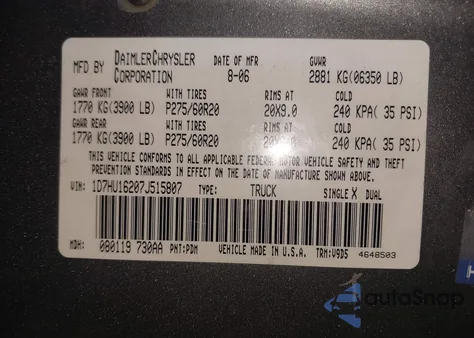 MFD BY DAIMLERCHRYSLER CORPORATION DATE OF MFR 8-06 GVWR 2881 KG(06350 LB)
GAWR FRONT WITH TIRES RIMS AT COLD
1770 KG(3900 LB) P275/60R20 20X9.0 240 KPA( 35 PSI)
GAWR REAR WITH TIRES RIMS AT COLD
1770 KG(3900 LB) P275/60R20 240 KPA( 35 PSI)
THIS VEHICLE CONFORMS TO ALL APPLICABLE FEDERAL MOTOR VEHICLE SAFETY AND THEFT
PREVENTION STANDARDS IN EFFECT ON THE DATE OF MANUFACTURE SHOWN ABOVE.
VIN: 1D7HU16207J515807 TYPE: TRUCK SINGLE X DUAL
MDH: 080119 730AA PNT:PDM VEHICLE MADE IN U.S.A. TRM:V9D5 4648503
AutoSnap